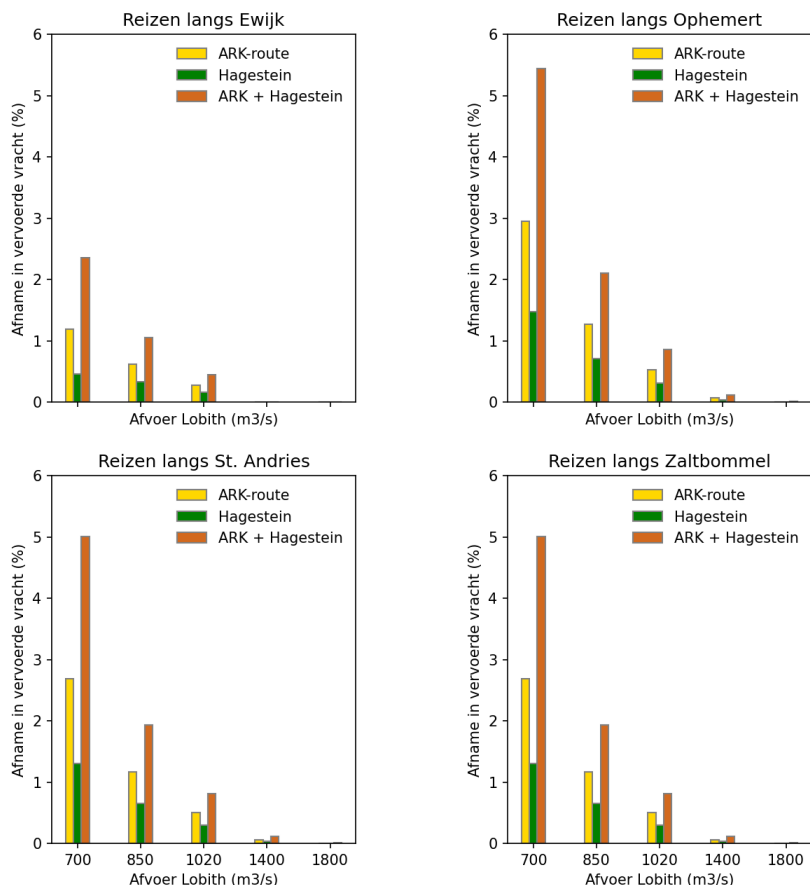 Reizen langs Ewijk
6
5
4
3
2
1
0
Afname in vervoerde vracht (%)
ARK-route
Hagestein
ARK + Hagestein
Afvoer Lobith (m3/s)
Reizen langs Ophemert
6
5
4
3
2
1
0
Afname in vervoerde vracht (%)
ARK-route
Hagestein
ARK + Hagestein
Afvoer Lobith (m3/s)
Reizen langs St. Andries
6
5
4
3
2
1
0
Afname in vervoerde vracht (%)
ARK-route
Hagestein
ARK + Hagestein
700 850 1020 1400 1800
Afvoer Lobith (m3/s)
Reizen langs Zaltbommel
6
5
4
3
2
1
0
Afname in vervoerde vracht (%)
ARK-route
Hagestein
ARK + Hagestein
700 850 1020 1400 1800
Afvoer Lobith (m3/s)